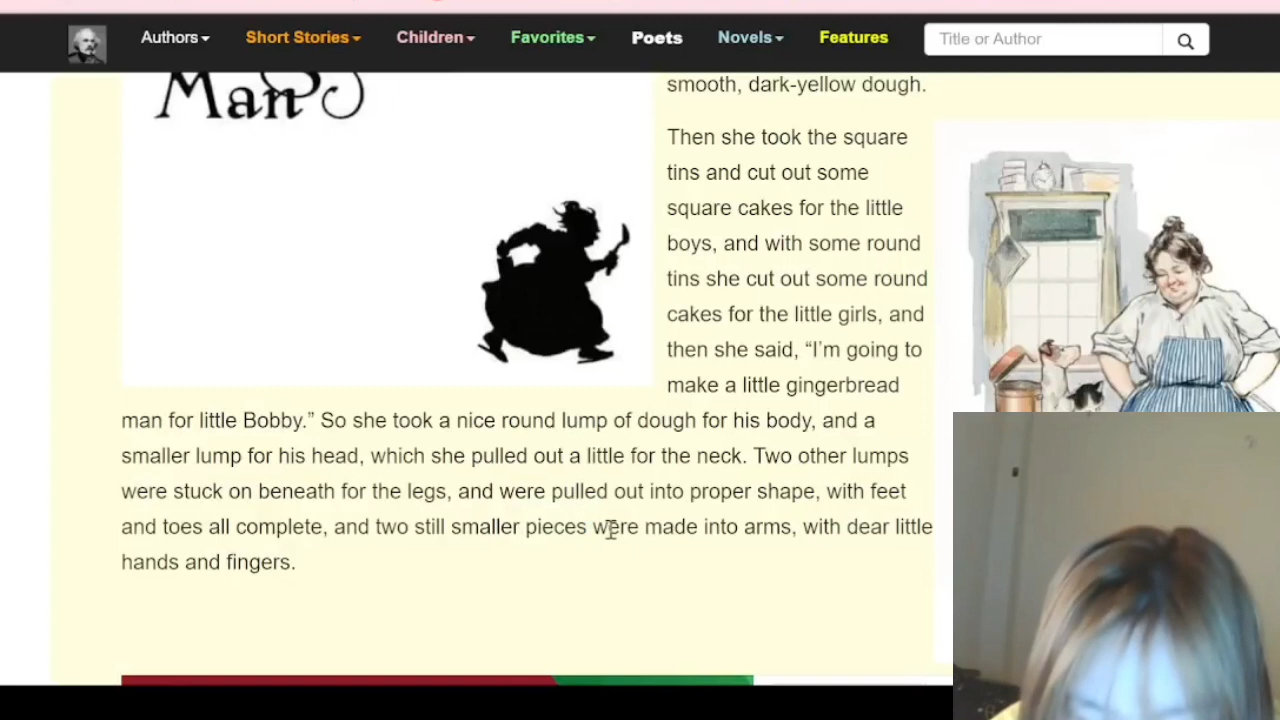 Authors
Short Stories
Children
Favorites
Poets
Novels
Features
Title or Author
Man
smooth, dark-yellow dough.
Then she took the square
tins and cut out some
square cakes for the little
boys, and with some round
tins she cut out some round
cakes for the little girls, and
then she said, “I’m going to
make a little gingerbread
man for little Bobby.” So she took a nice round lump of dough for his body, and a
smaller lump for his head, which she pulled out a little for the neck. Two other lumps
were stuck on beneath for the legs, and were pulled out into proper shape, with feet
and toes all complete, and two still smaller pieces were made into arms, with dear little
hands and fingers.